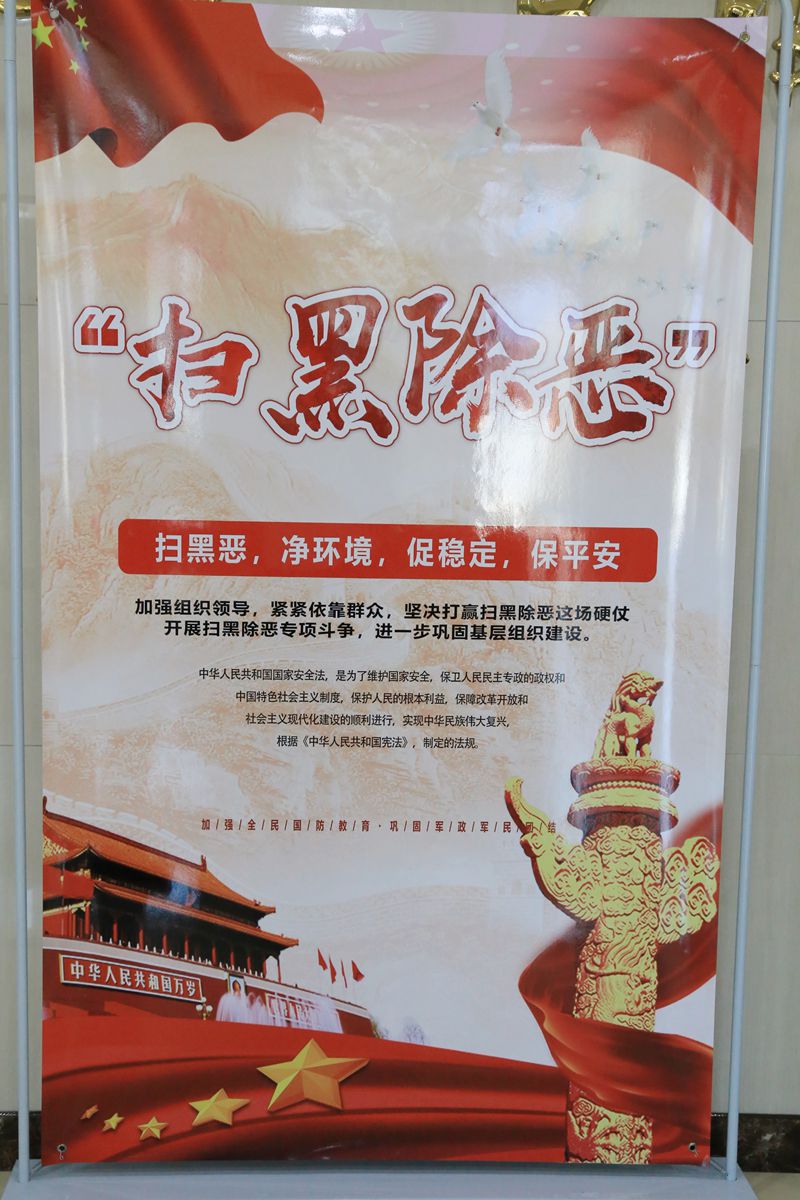 “扫黑除恶”
扫黑恶，净环境，促稳定，保平安
加强组织领导，紧紧依靠群众，坚决打赢扫黑除恶这场硬仗
开展扫黑除恶专项斗争，进一步巩固基层组织建设。
中华人民共和国国家安全法，是为了维护国家安全，保卫人民民主专政的政权和
中国特色社会主义制度，保护人民的根本利益，保障改革开放和
社会主义现代化建设的顺利进行，实现中华民族伟大复兴，
根据《中华人民共和国宪法》，制定的法规。
加/强/全/民/国/防/教/育·巩/固/军/政/军/民/团/结
中华人民共和国万岁